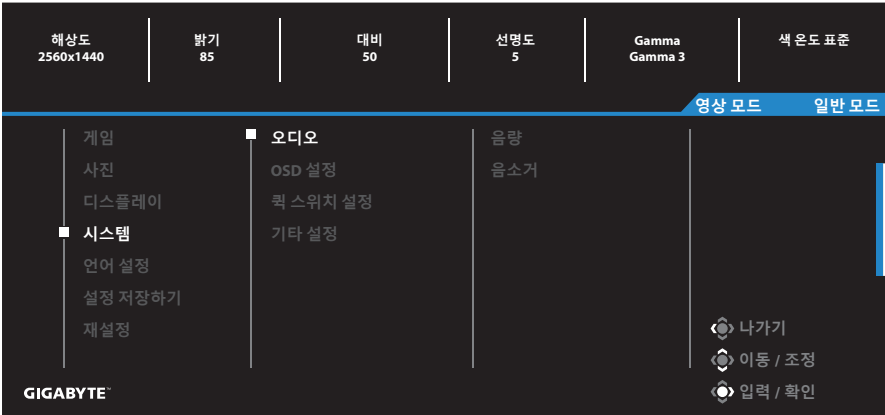 해상도
2560x1440
밝기
85
대비
50
선명도
5
Gamma
Gamma 3
색 온도 표준
영상 모드 일반 모드
게임
사진
디스플레이
시스템
언어 설정
설정 저장하기
재설정
오디오
OSD 설정
퀵 스위치 설정
기타 설정
음량
음소거
나가기
이동 / 조정
입력 / 확인
GIGABYTE™